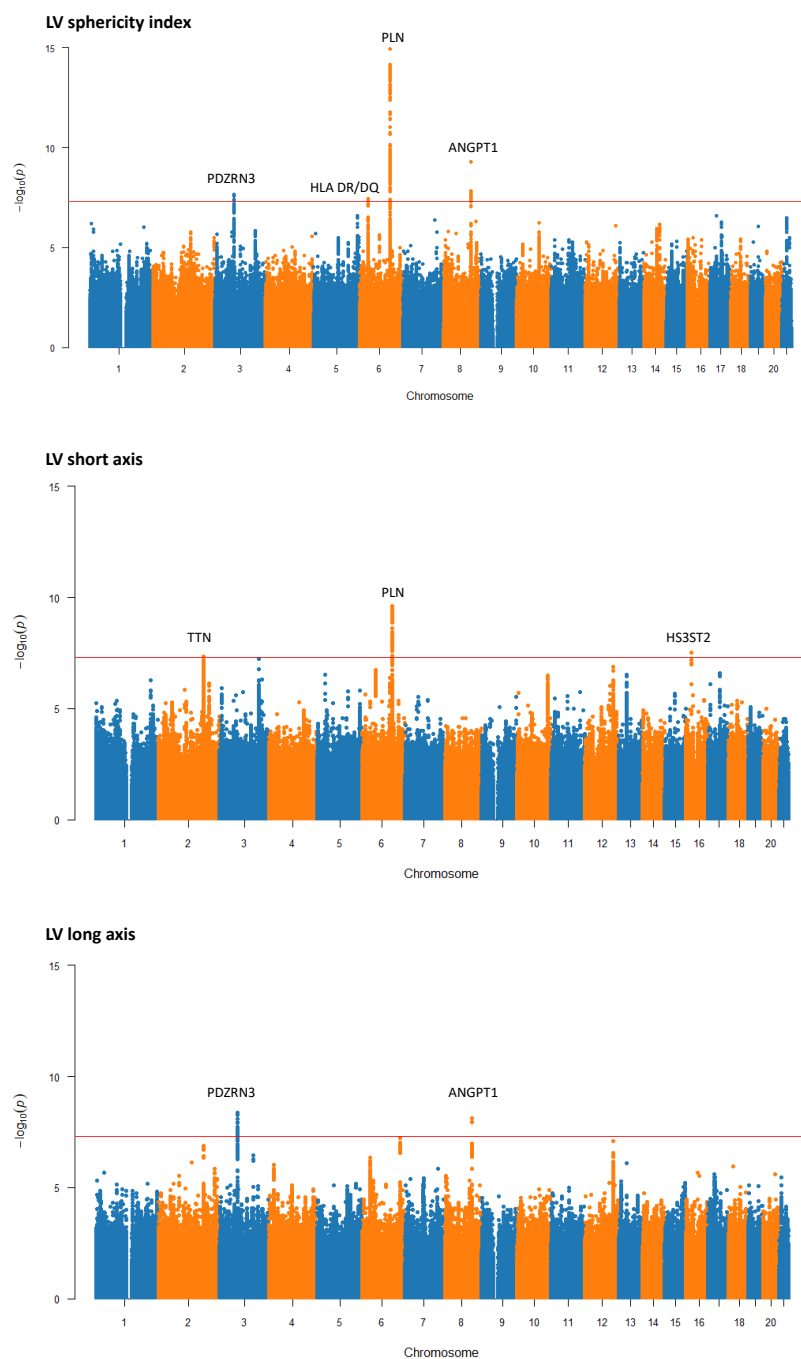 LV sphericity index
PLN
15
ANGPT1
10
PDZRN3
HLA DR/DQ
−log10(p)
5
0
1 2 3 4 5 6 7 8 9 10 11 12 13 14 15 16 17 18 20
Chromosome
LV short axis
15
PLN
10
TTN
HS3ST2
−log10(p)
5
0
1 2 3 4 5 6 7 8 9 10 11 12 13 14 15 16 17 18 20
Chromosome
LV long axis
15
10
PDZRN3 ANGPT1
−log10(p)
5
0
1 2 3 4 5 6 7 8 9 10 11 12 13 14 15 16 17 18 20
Chromosome